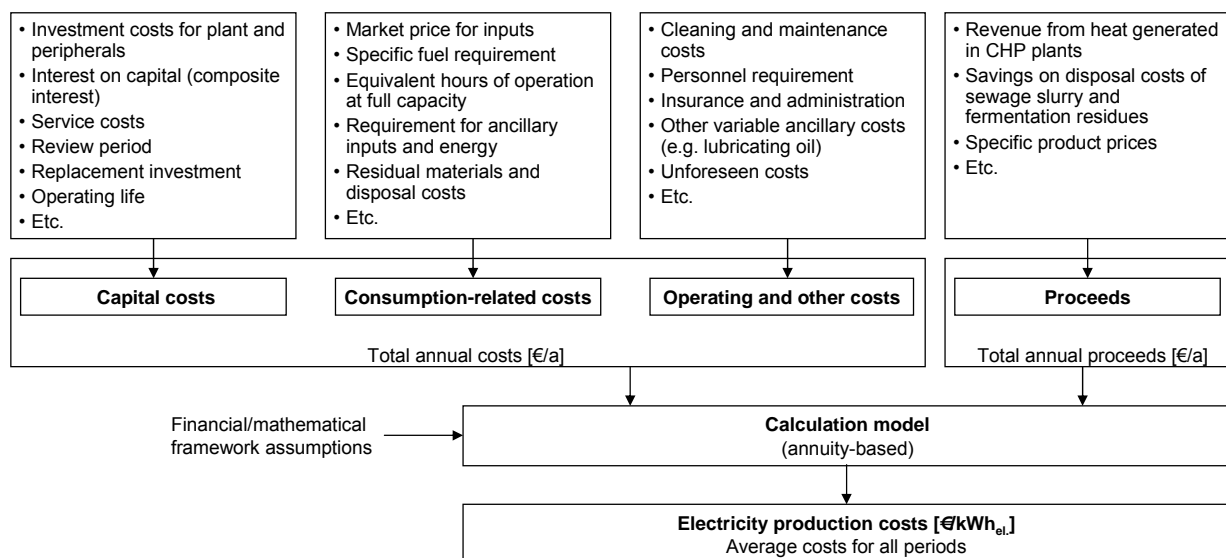 • Investment costs for plant and
peripherals
• Interest on capital (composite
interest)
• Service costs
• Review period
• Replacement investment
• Operating life
• Etc.
• Market price for inputs
• Specific fuel requirement
• Equivalent hours of operation
at full capacity
• Requirement for ancillary
inputs and energy
• Residual materials and
disposal costs
• Etc.
• Cleaning and maintenance
costs
• Personnel requirement
• Insurance and administration
• Other variable ancillary costs
(e.g. lubricating oil)
• Unforeseen costs
• Etc.
• Revenue from heat generated
in CHP plants
• Savings on disposal costs of
sewage slurry and
fermentation residues
• Specific product prices
• Etc.
Capital costs
Consumption-related costs
Operating and other costs
Proceeds
Total annual costs [€/a]
Total annual proceeds [€/a]
Financial/mathematical
framework assumptions
Calculation model
(annuity-based)
Electricity production costs [€/kWhel.]
Average costs for all periods